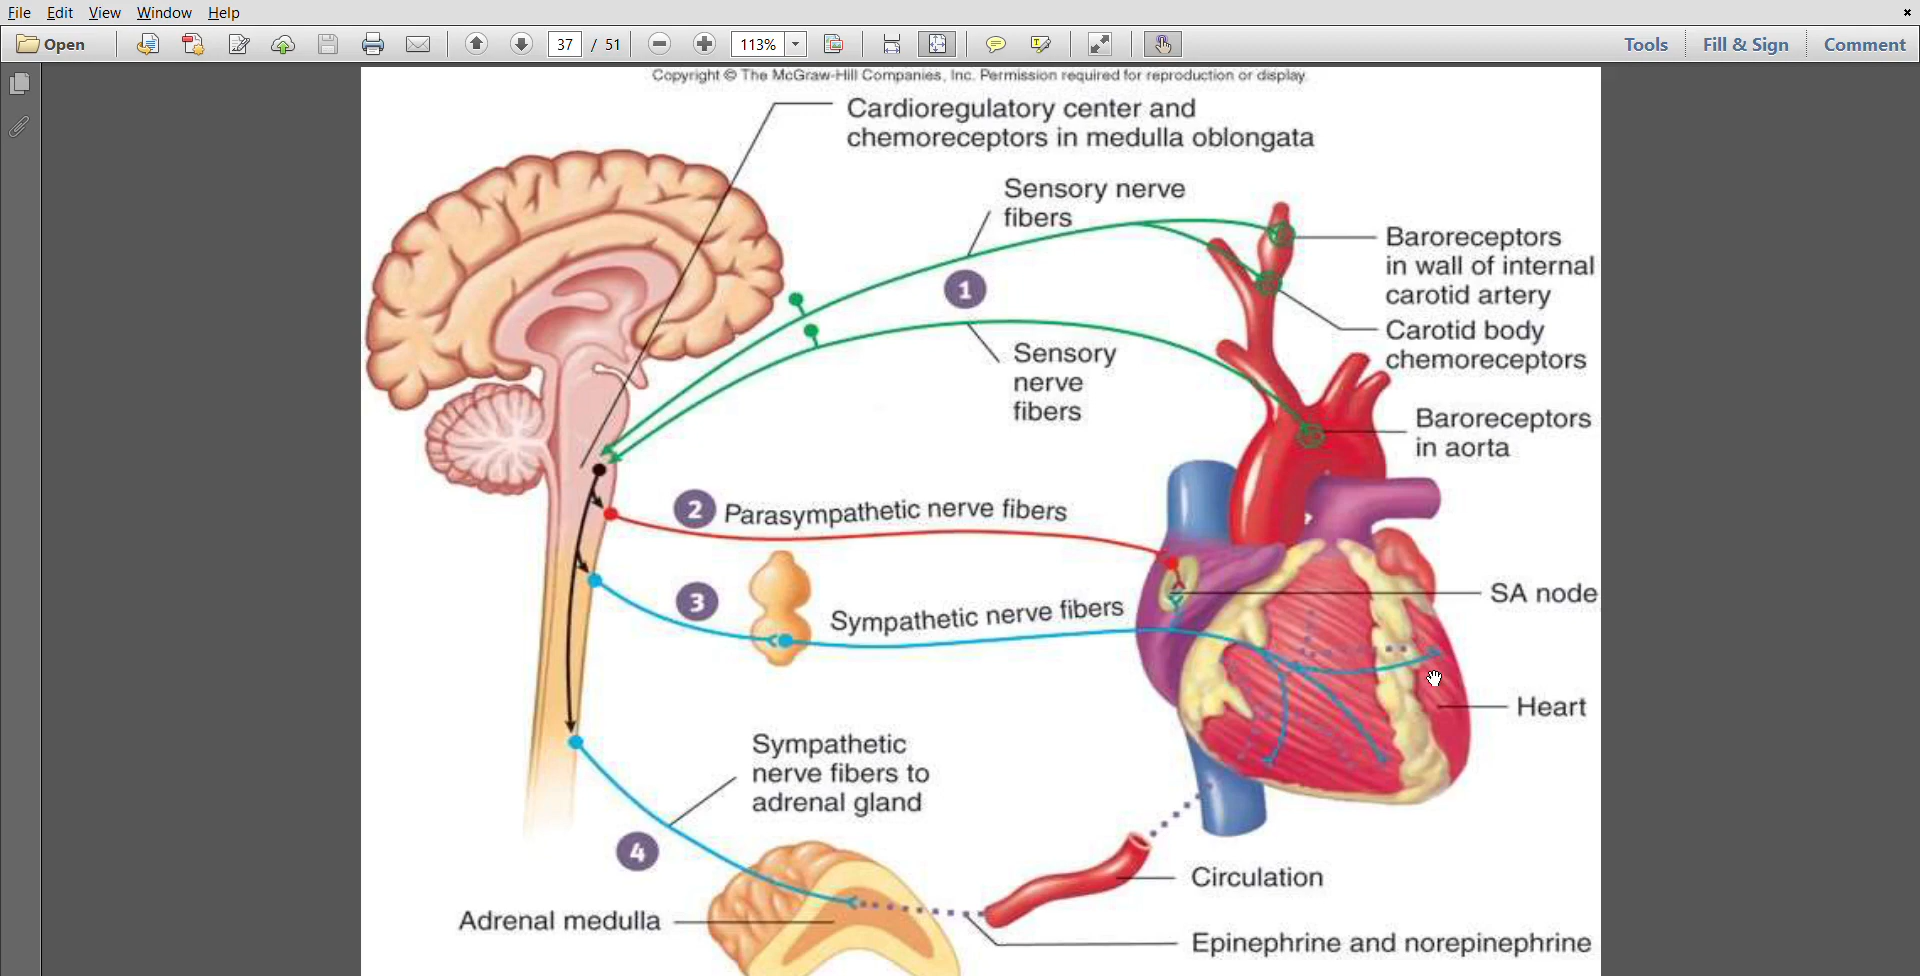 File Edit View Window Help
Open 37 / 51 113% Tools Fill & Sign Comment
Copyright © The McGraw-Hill Companies, Inc. Permission required for reproduction or display.
Cardioregulatory center and
chemoreceptors in medulla oblongata
Sensory nerve
fibers
Baroreceptors
in wall of internal
carotid artery
1
Carotid body
chemoreceptors
Sensory
nerve
fibers
Baroreceptors
in aorta
2 Parasympathetic nerve fibers
SA node
3 Sympathetic nerve fibers
Heart
Sympathetic
nerve fibers to
adrenal gland
4
Circulation
Adrenal medulla
Epinephrine and norepinephrine